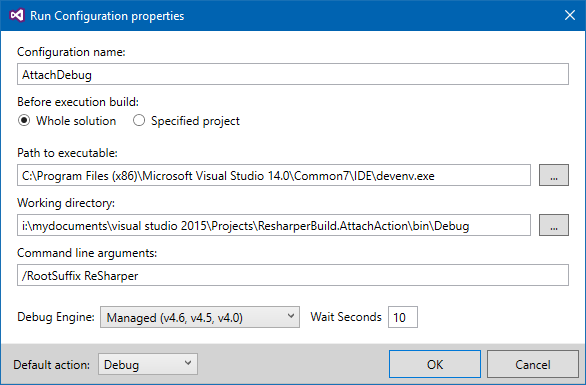 Run Configuration properties
Configuration name:
AttachDebug
Before execution build:
Whole solution Specified project
Path to executable:
C:\Program Files (x86)\Microsoft Visual Studio 14.0\Common7\IDE\devenv.exe ...
Working directory:
i:\mydocuments\visual studio 2015\Projects\ResharperBuild.AttachAction\bin\Debug ...
Command line arguments:
/RootSuffix ReSharper
Debug Engine: Managed (v4.6, v4.5, v4.0) Wait Seconds 10
Default action: Debug OK Cancel